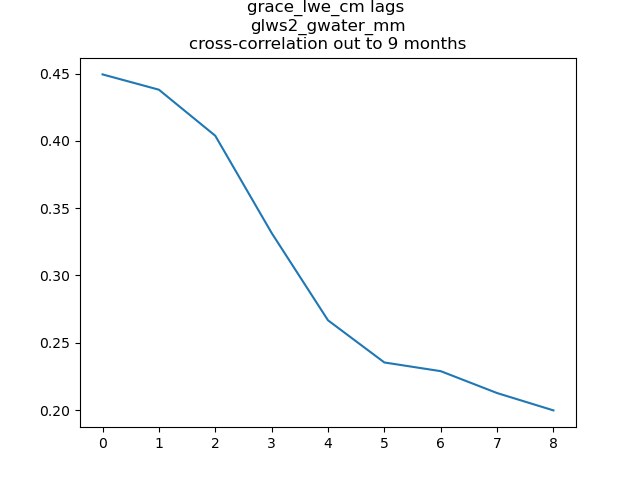 grace_lwe_cm lags
glws2_gwater_mm
cross-correlation out to 9 months
0.45
0.40
0.35
0.30
0.25
0.20
0 1 2 3 4 5 6 7 8